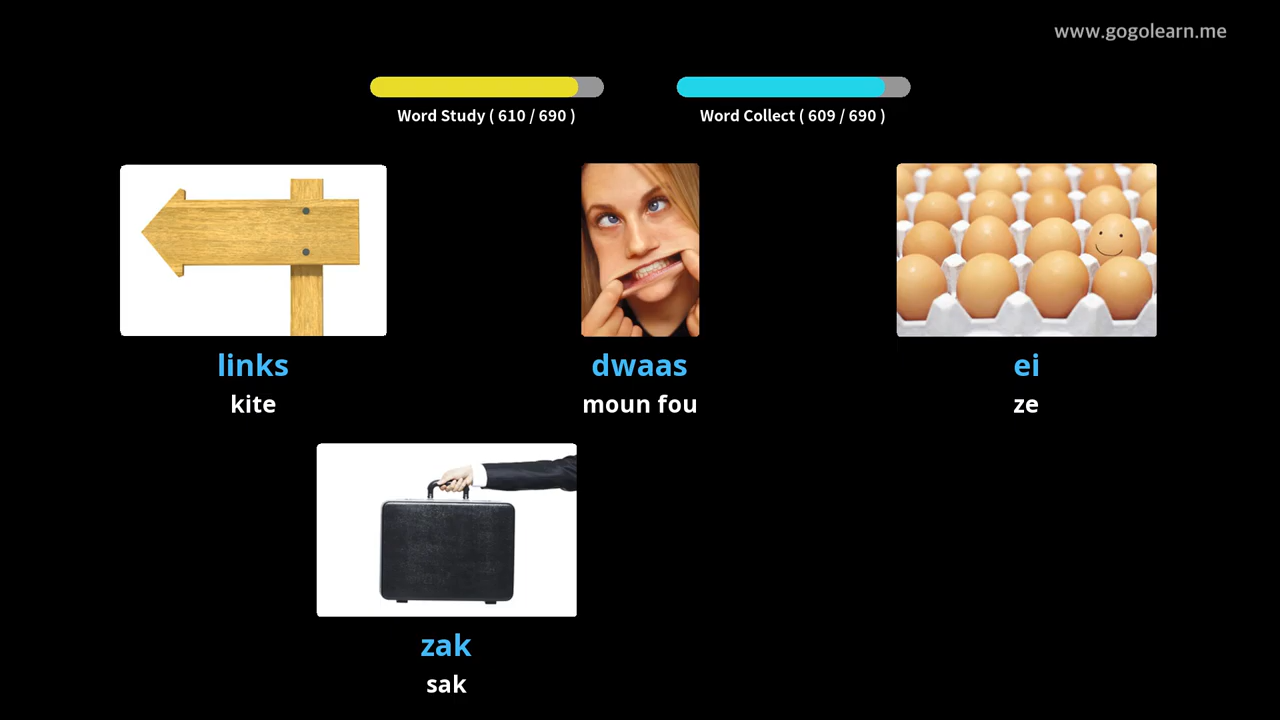 www.gogolearn.me
Word Study ( 610 / 690 )
Word Collect ( 609 / 690 )
links
kite
dwaas
moun fou
ei
ze
zak
sak